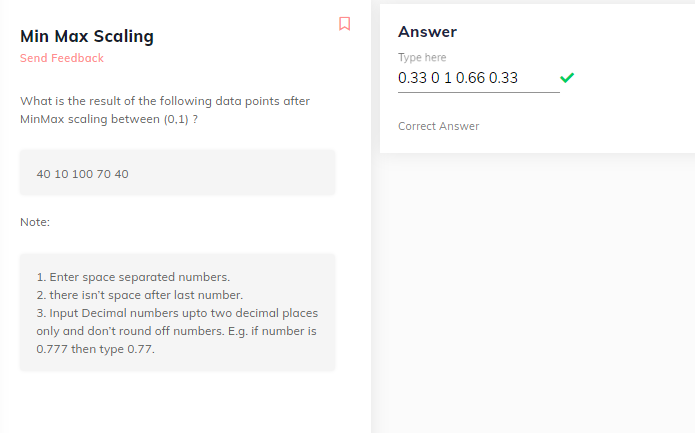 Min Max Scaling
Send Feedback
What is the result of the following data points after
MinMax scaling between (0,1) ?
40 10 100 70 40
Note:
1. Enter space separated numbers.
2. there isn't space after last number.
3. Input Decimal numbers upto two decimal places
only and don't round off numbers. E.g. if number is
0.777 then type 0.77.
Answer
Type here
0.33 0 1 0.66 0.33
Correct Answer